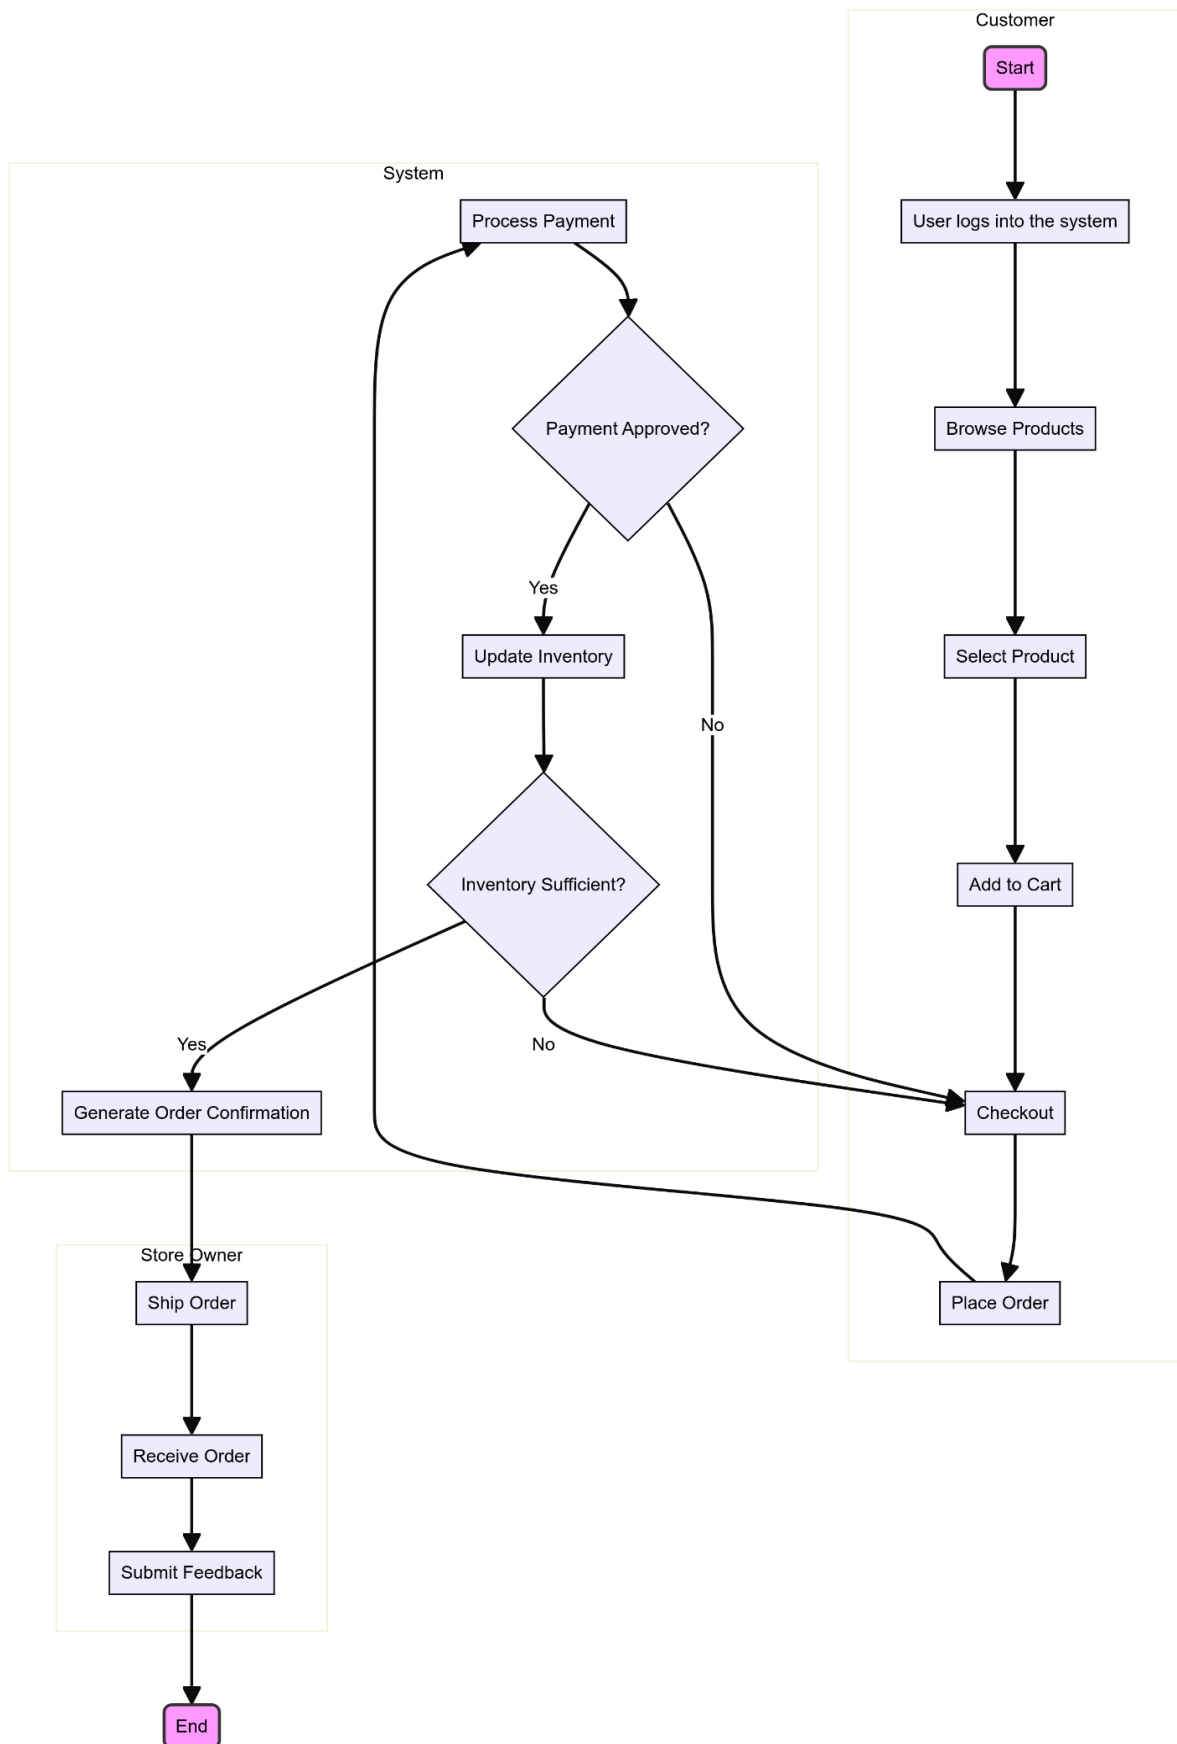 Customer
Start
User logs into the system
Browse Products
Select Product
Add to Cart
Checkout
Place Order
System
Process Payment
Payment Approved?
Yes
No
Update Inventory
Inventory Sufficient?
Yes
No
Generate Order Confirmation
Store Owner
Ship Order
Receive Order
Submit Feedback
End